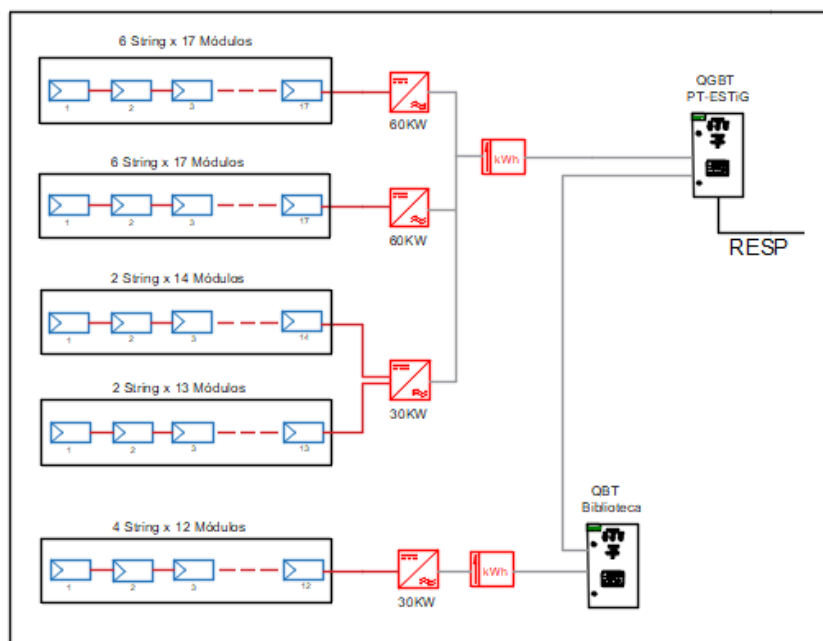 6 String x 17 Módulos
1 2 3 17
60KW
6 String x 17 Módulos
1 2 3 17
60KW
kWh
QGBT
PT-ESTiG
RESP
2 String x 14 Módulos
1 2 3 14
2 String x 13 Módulos
1 2 3 13
30KW
4 String x 12 Módulos
1 2 3 12
30KW
kWh
QBT
Biblioteca